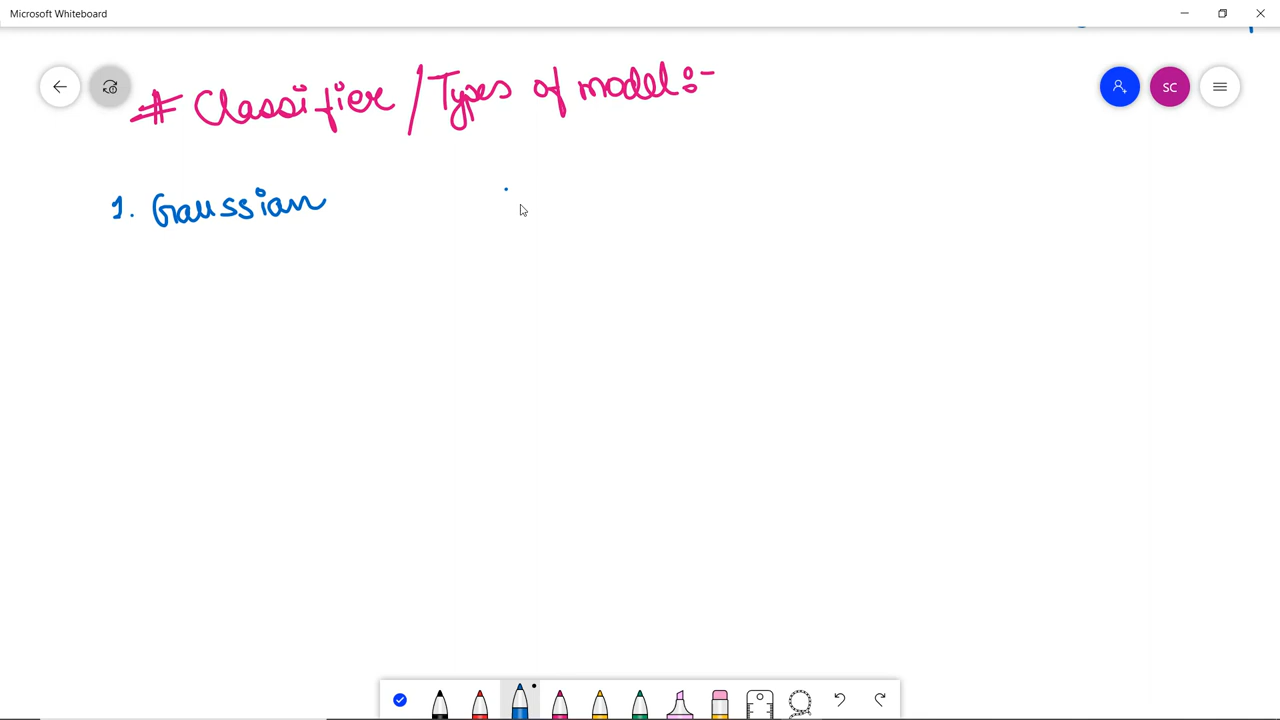 Microsoft Whiteboard
# Classifier / Types of model :-
SC
1. Gaussian